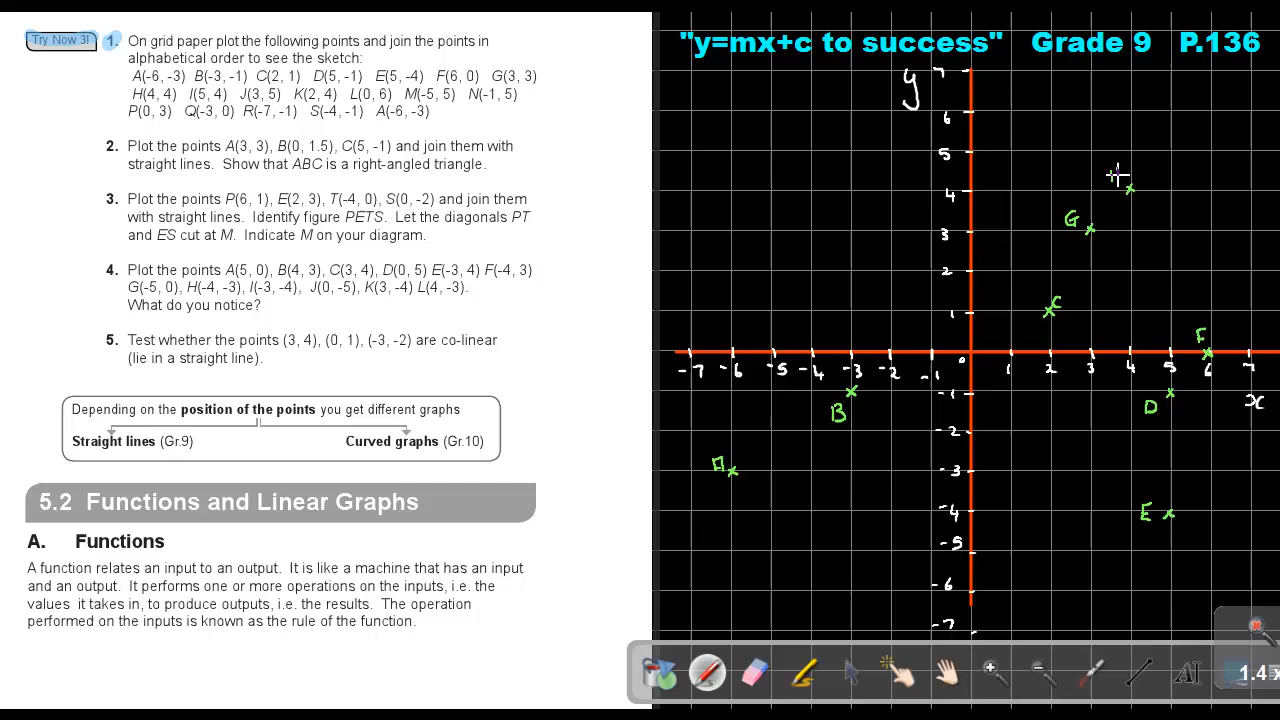 Try Now 3! 1. On grid paper plot the following points and join the points in
alphabetical order to see the sketch:
A(-6, -3) B(-3, -1) C(2, 1) D(5, -1) E(5, -4) F(6, 0) G(3, 3)
H(4, 4) I(5, 4) J(3, 5) K(2, 4) L(0, 6) M(-5, 5) N(-1, 5)
P(0, 3) Q(-3, 0) R(-7, -1) S(-4, -1) A(-6, -3)
2. Plot the points A(3, 3), B(0, 1.5), C(5, -1) and join them with
straight lines. Show that ABC is a right-angled triangle.
3. Plot the points P(6, 1), E(2, 3), T(-4, 0), S(0, -2) and join them
with straight lines. Identify figure PETS. Let the diagonals PT
and ES cut at M. Indicate M on your diagram.
4. Plot the points A(5, 0), B(4, 3), C(3, 4), D(0, 5) E(-3, 4) F(-4, 3)
G(-5, 0), H(-4, -3), I(-3, -4), J(0, -5), K(3, -4) L(4, -3).
What do you notice?
5. Test whether the points (3, 4), (0, 1), (-3, -2) are co-linear
(lie in a straight line).
Depending on the position of the points you get different graphs
Straight lines (Gr.9) Curved graphs (Gr.10)
5.2 Functions and Linear Graphs
A. Functions
A function relates an input to an output. It is like a machine that has an input
and an output. It performs one or more operations on the inputs, i.e. the
values it takes in, to produce outputs, i.e. the results. The operation
performed on the inputs is known as the rule of the function.
"y=mx+c to success" Grade 9 P.136
y 7
6
5
4
G
3
2
C
1
F
0
-7 -6 -5 -4 -3 -2 -1 1 2 3 4 5 6 7
-1
B D x
-2
A
-3
E
-4
-5
-6
-7
AI 1.4 x